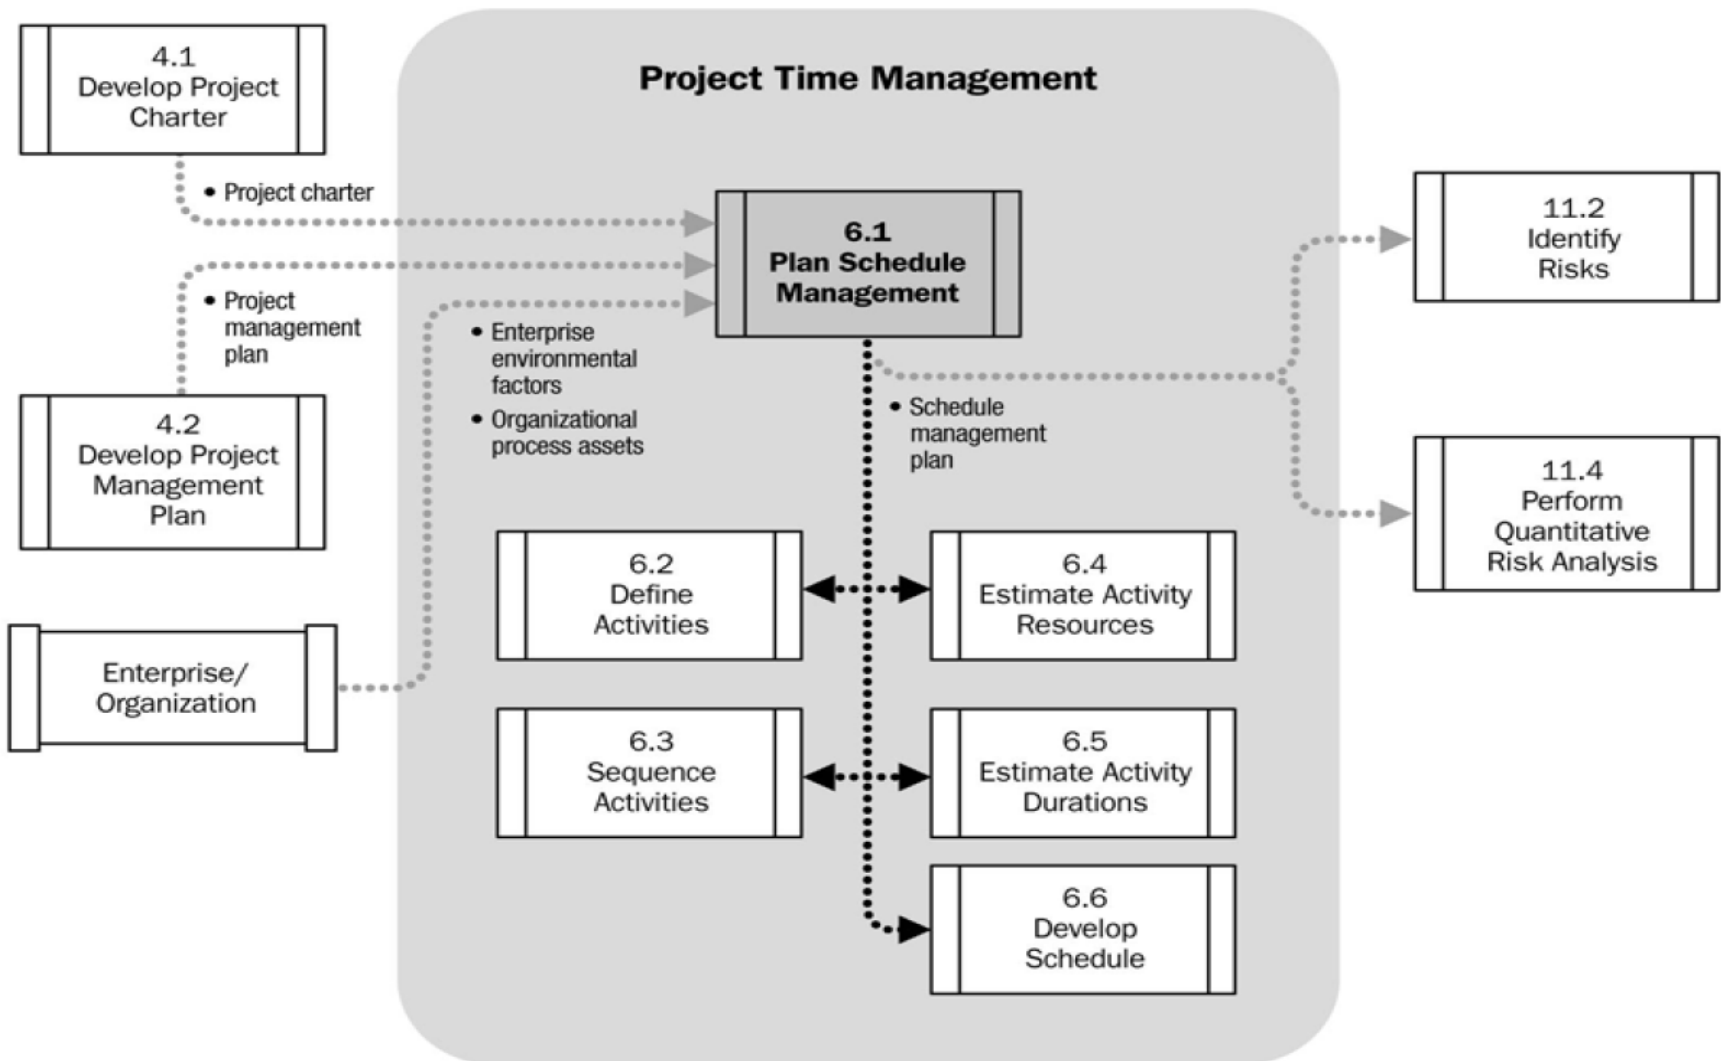 4.1
Develop Project
Charter
• Project charter
• Project
management
plan
4.2
Develop Project
Management
Plan
Enterprise/
Organization
Project Time Management
6.1
Plan Schedule
Management
• Enterprise
environmental
factors
• Organizational
process assets
• Schedule
management
plan
6.2
Define
Activities
6.4
Estimate Activity
Resources
6.3
Sequence
Activities
6.5
Estimate Activity
Durations
6.6
Develop
Schedule
11.2
Identify
Risks
11.4
Perform
Quantitative
Risk Analysis